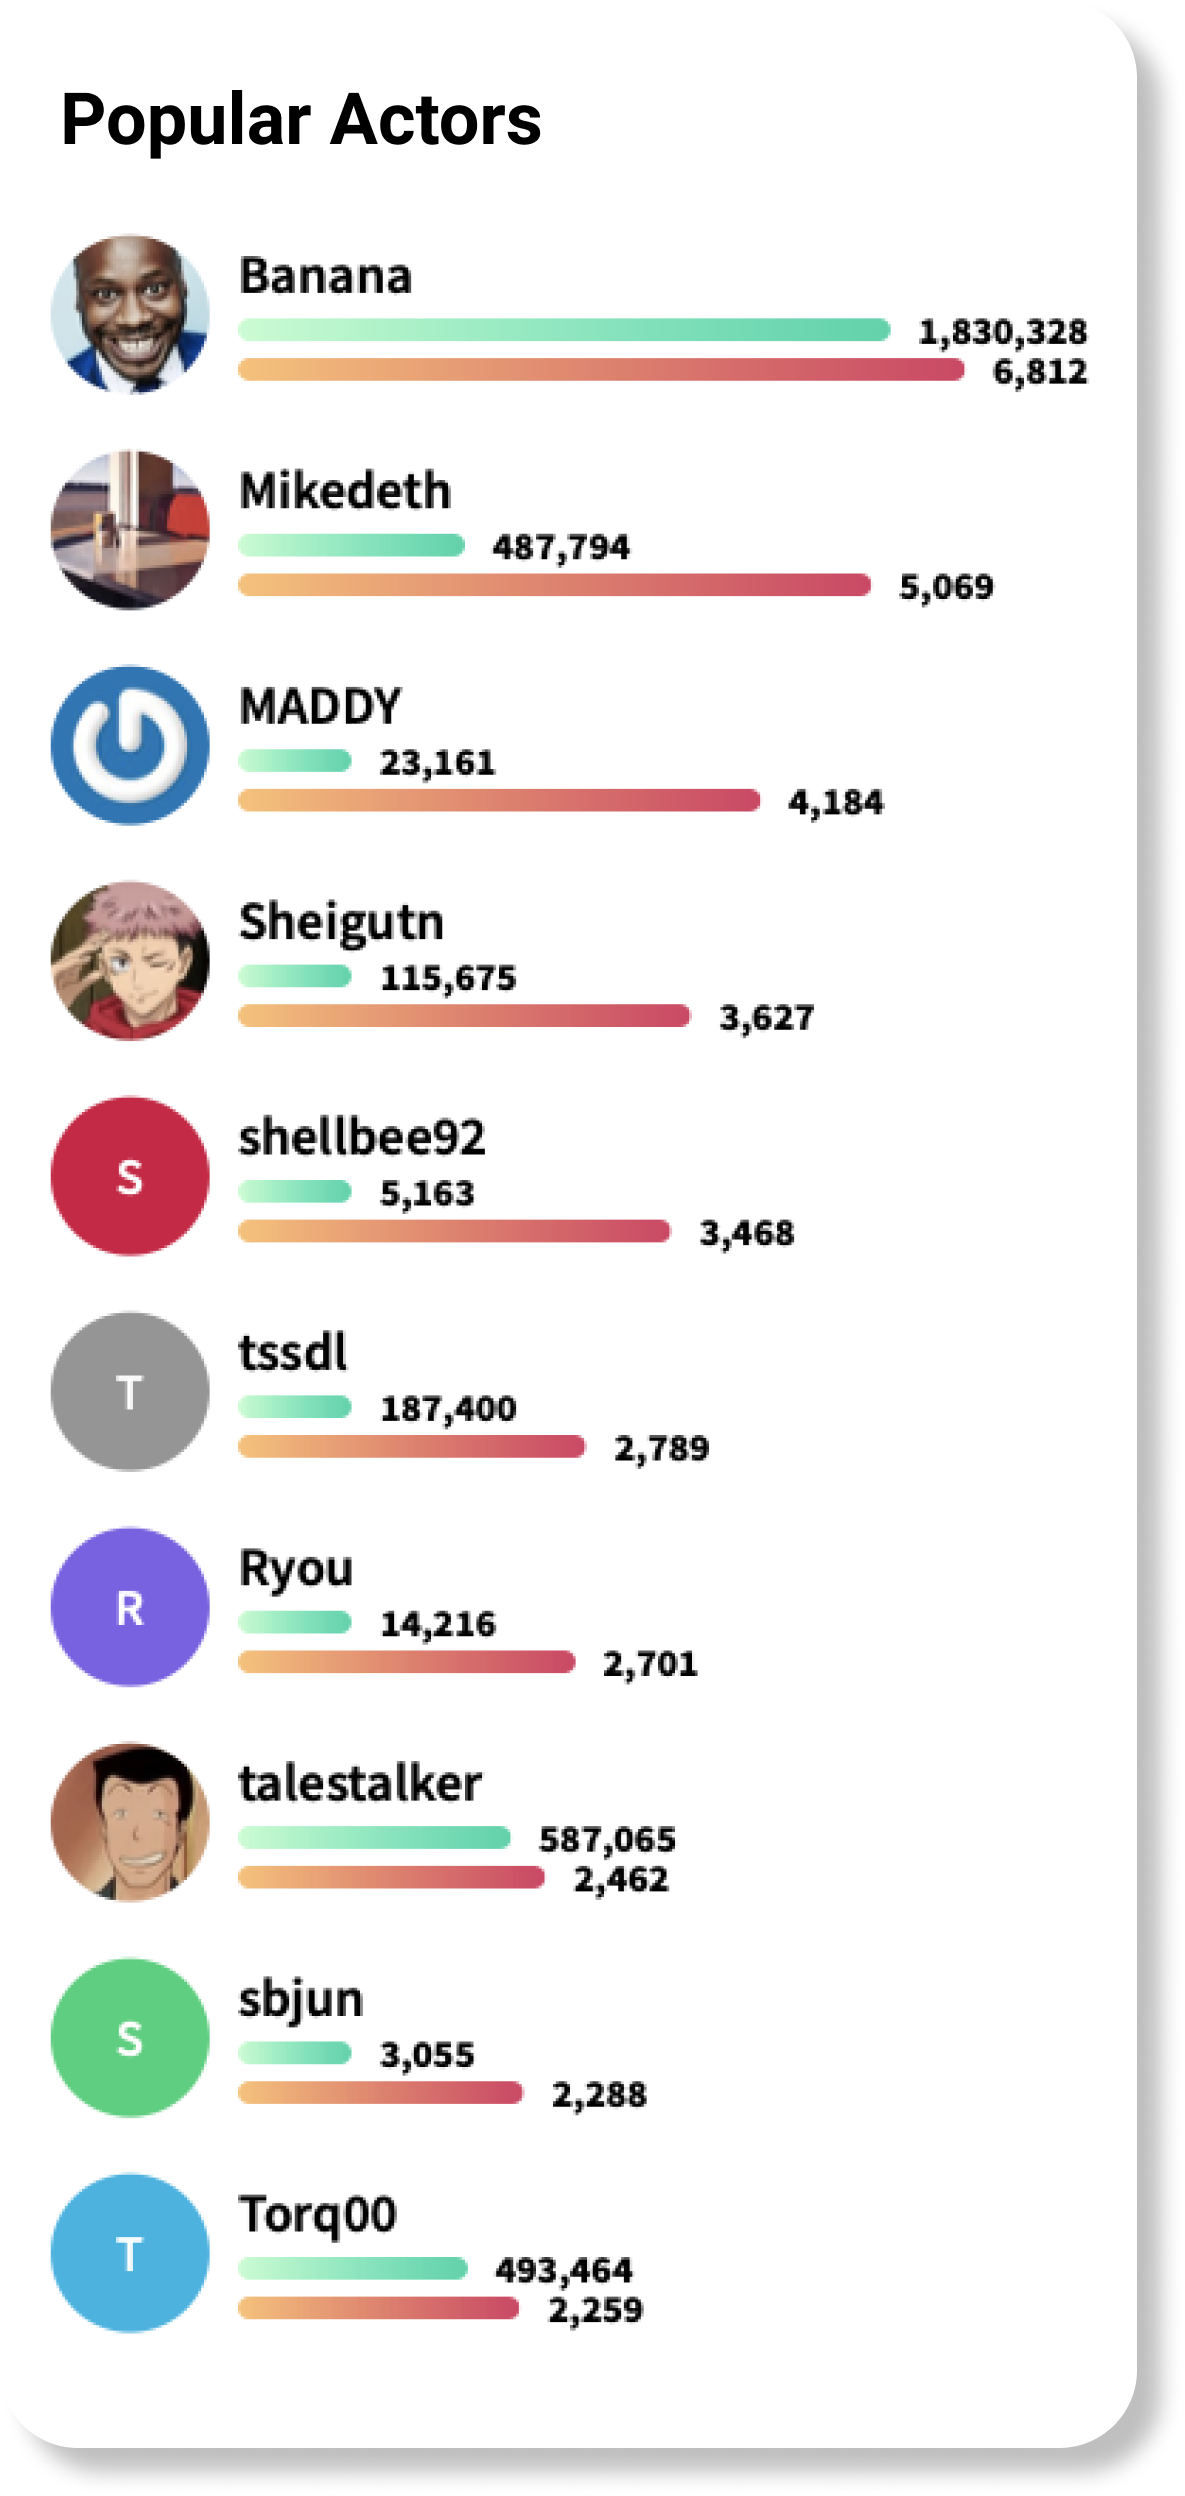 Popular Actors
Banana
1,830,328
6,812
Mikedeth
487,794
5,069
MADDY
23,161
4,184
Sheigutn
115,675
3,627
S
shellbee92
5,163
3,468
T
tssdl
187,400
2,789
R
Ryou
14,216
2,701
talestalker
587,065
2,462
S
sbjun
3,055
2,288
T
Torq00
493,464
2,259